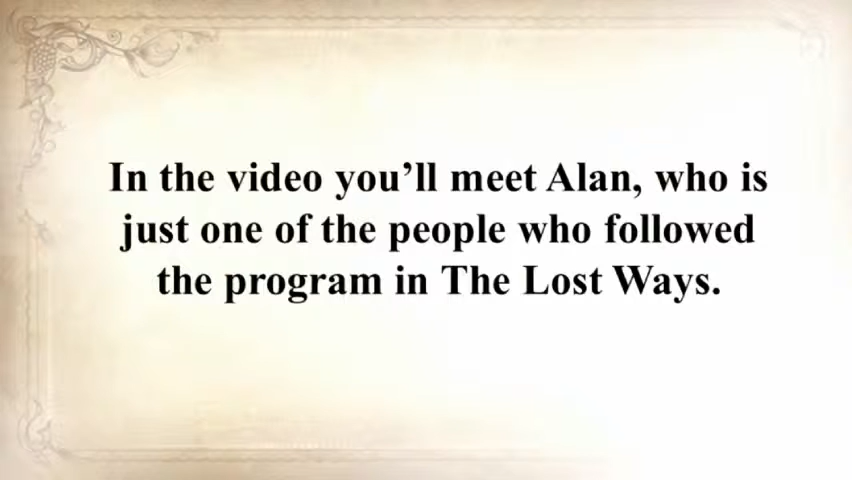 In the video you’ll meet Alan, who is
just one of the people who followed
the program in The Lost Ways.